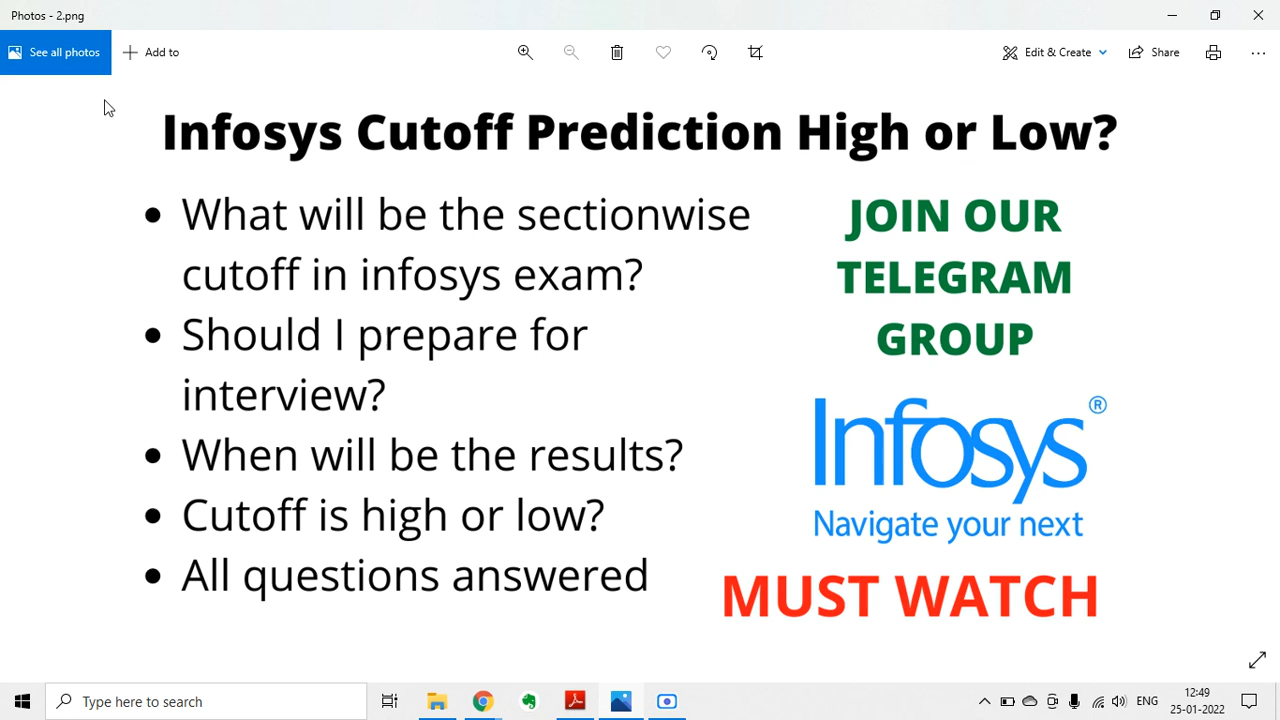 Photos - 2.png
See all photos
Add to
Edit & Create
Share
Infosys Cutoff Prediction High or Low?
• What will be the sectionwise
cutoff in infosys exam?
• Should I prepare for
interview?
• When will be the results?
• Cutoff is high or low?
• All questions answered
JOIN OUR
TELEGRAM
GROUP
Infosys®
Navigate your next
MUST WATCH
Type here to search
ENG
12:49
25-01-2022